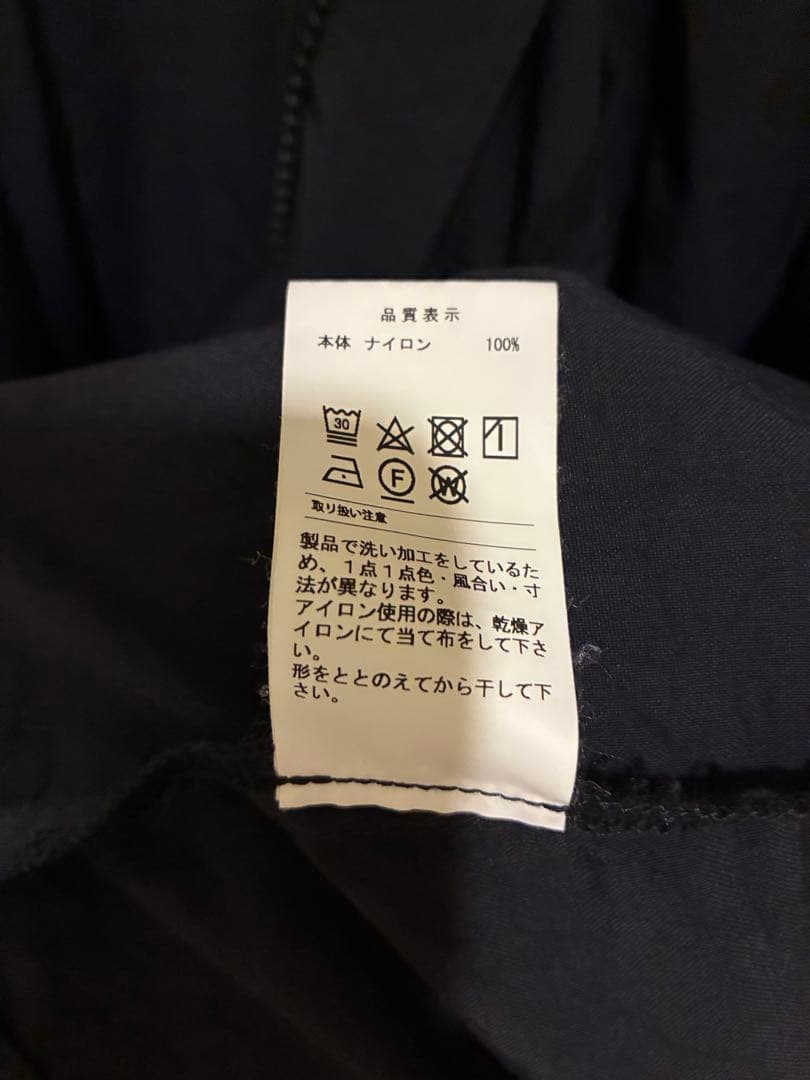 品質表示
本体 ナイロン 100%
30
F
W
取り扱い注意
製品で洗い加工をしているた
め、1点1点色・風合い・寸
法が異なります。
アイロン使用の際は、乾燥ア
イロンにて当て布をして下さ
い。
形をととのえてから干して下
さい。